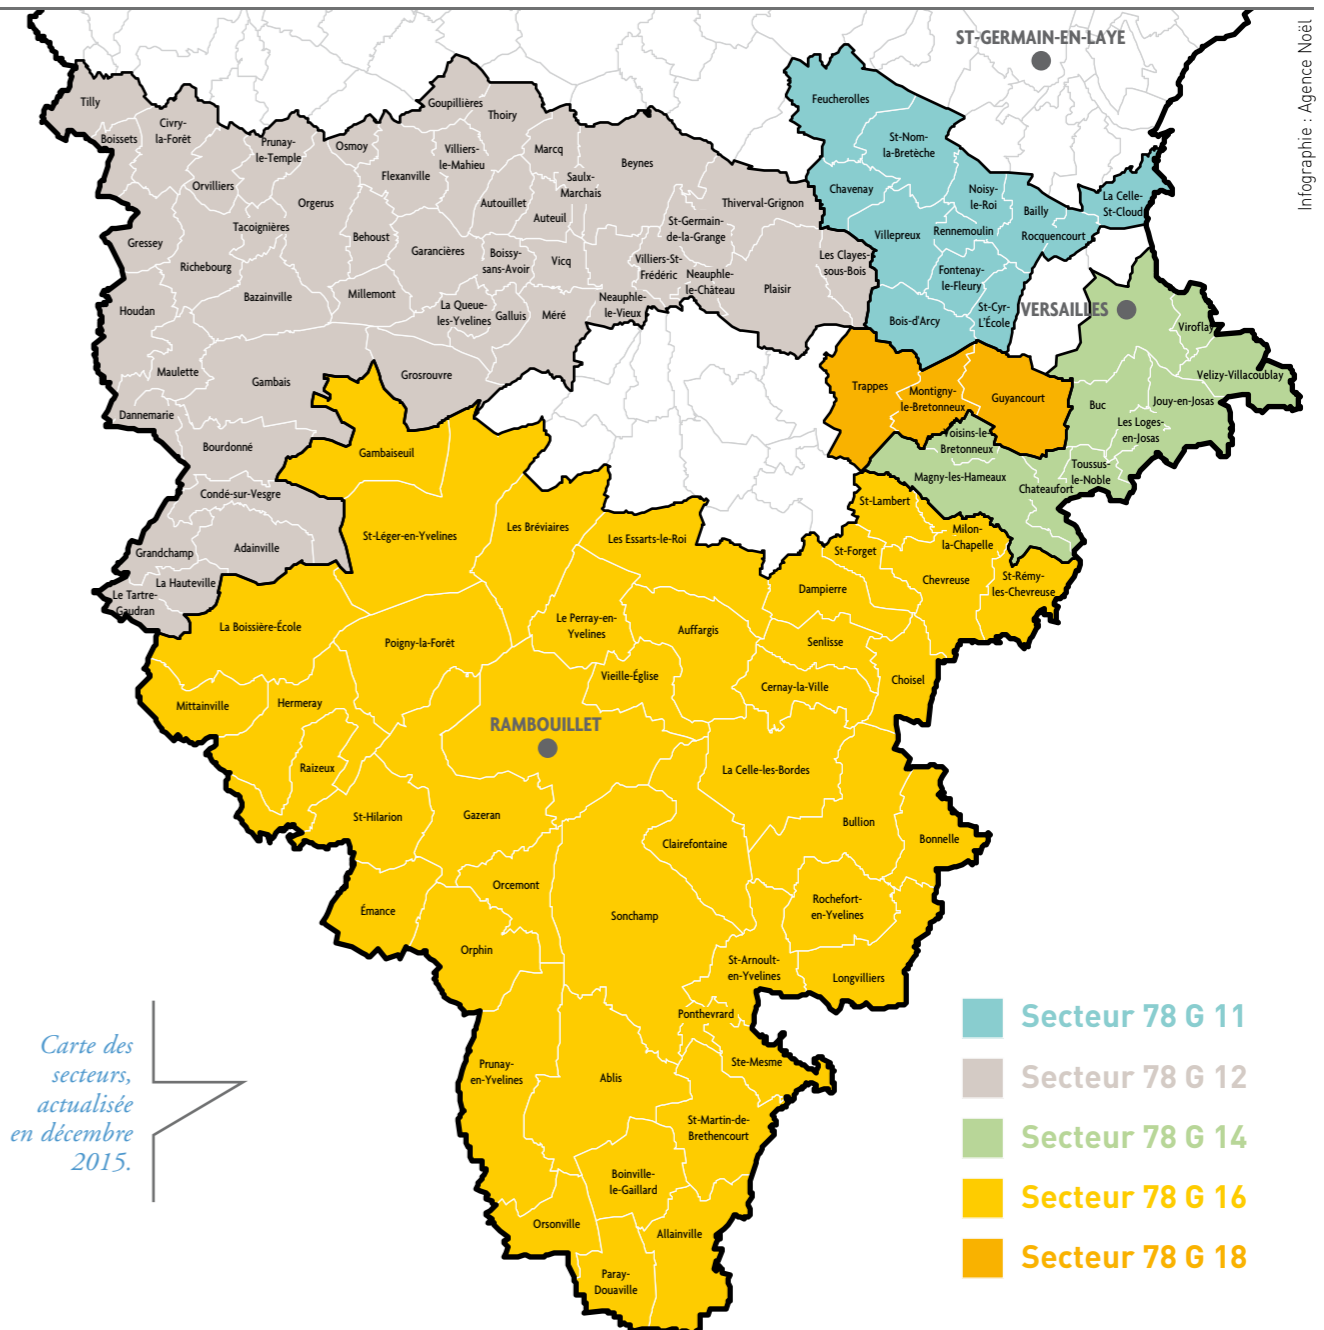 ST-GERMAIN-EN-LAYE
Infographie : Agence Noël
Tilly
Boissets
Civry-
la-Forêt
Prunay-
le-Temple
Osmoy
Goupillères
Thoiry
Villiers-
le-Mahieu
Marcq
Flexanville
Beynes
Saulx-
Marchais
Orvilliers
Orgerus
Autouillet
Auteuil
Thiverval-Grignon
St-Germain-
de-la-Grange
Tacoignières
Behoust
Garancières
Boissy-
sans-Avoir
Vicq
Villiers-St-
Frédéric
Neauphle-
le-Château
Plaisir
Les Clayes-
sous-Bois
Gressey
Richebourg
Bazainville
Millemont
La Queue-
les-Yvelines
Galluis
Méré
Neauphle-
le-Vieux
Houdan
Maulette
Gambais
Grosrouvre
Dannemarie
Bourdonné
Condé-sur-Vesgre
Grandchamp
Adainville
La Hauteville
Le Tartre-
Gaudran
Feucherolles
St-Nom-
la-Bretèche
Chavenay
Noisy-
le-Roi
Bailly
La Celle-
St-Cloud
Villepreux
Rennemoulin
Rocquencourt
Fontenay-
le-Fleury
Bois-d'Arcy
St-Cyr-
L'École
VERSAILLES
Viroflay
Velizy-Villacoublay
Buc
Jouy-en-Josas
Les Loges-
en-Josas
Toussus-
le-Noble
Chateaufort
Voisins-le-
Bretonneux
Magny-les-Hameaux
Trappes
Montigny-
le-Bretonneux
Guyancourt
Gambaiseuil
St-Léger-en-Yvelines
Les Bréviaires
Les Essarts-le-Roi
St-Lambert
Milon-
la-Chapelle
St-Forget
Chevreuse
St-Rémy-
les-Chevreuse
Dampierre
La Boissière-École
Poigny-la-Forêt
Le Perray-en-
Yvelines
Auffargis
Senlisse
Choisel
Vieille-Église
Cernay-la-Ville
Mittainville
Hermeray
RAMBOUILLET
Raizeux
La Celle-les-Bordes
St-Hilarion
Gazeran
Clairefontaine
Bullion
Bonnelle
Émance
Orcemont
Sonchamp
Rochefort-
en-Yvelines
Orphin
St-Arnoult-
en-Yvelines
Longvilliers
Ponthevrard
Prunay-
en-Yvelines
Ablis
Ste-Mesme
St-Martin-de-
Brethencourt
Boinville-
le-Gaillard
Orsonville
Allainville
Paray-
Douaville
Carte des
secteurs,
actualisée
en décembre
2015.
Secteur 78 G 11
Secteur 78 G 12
Secteur 78 G 14
Secteur 78 G 16
Secteur 78 G 18